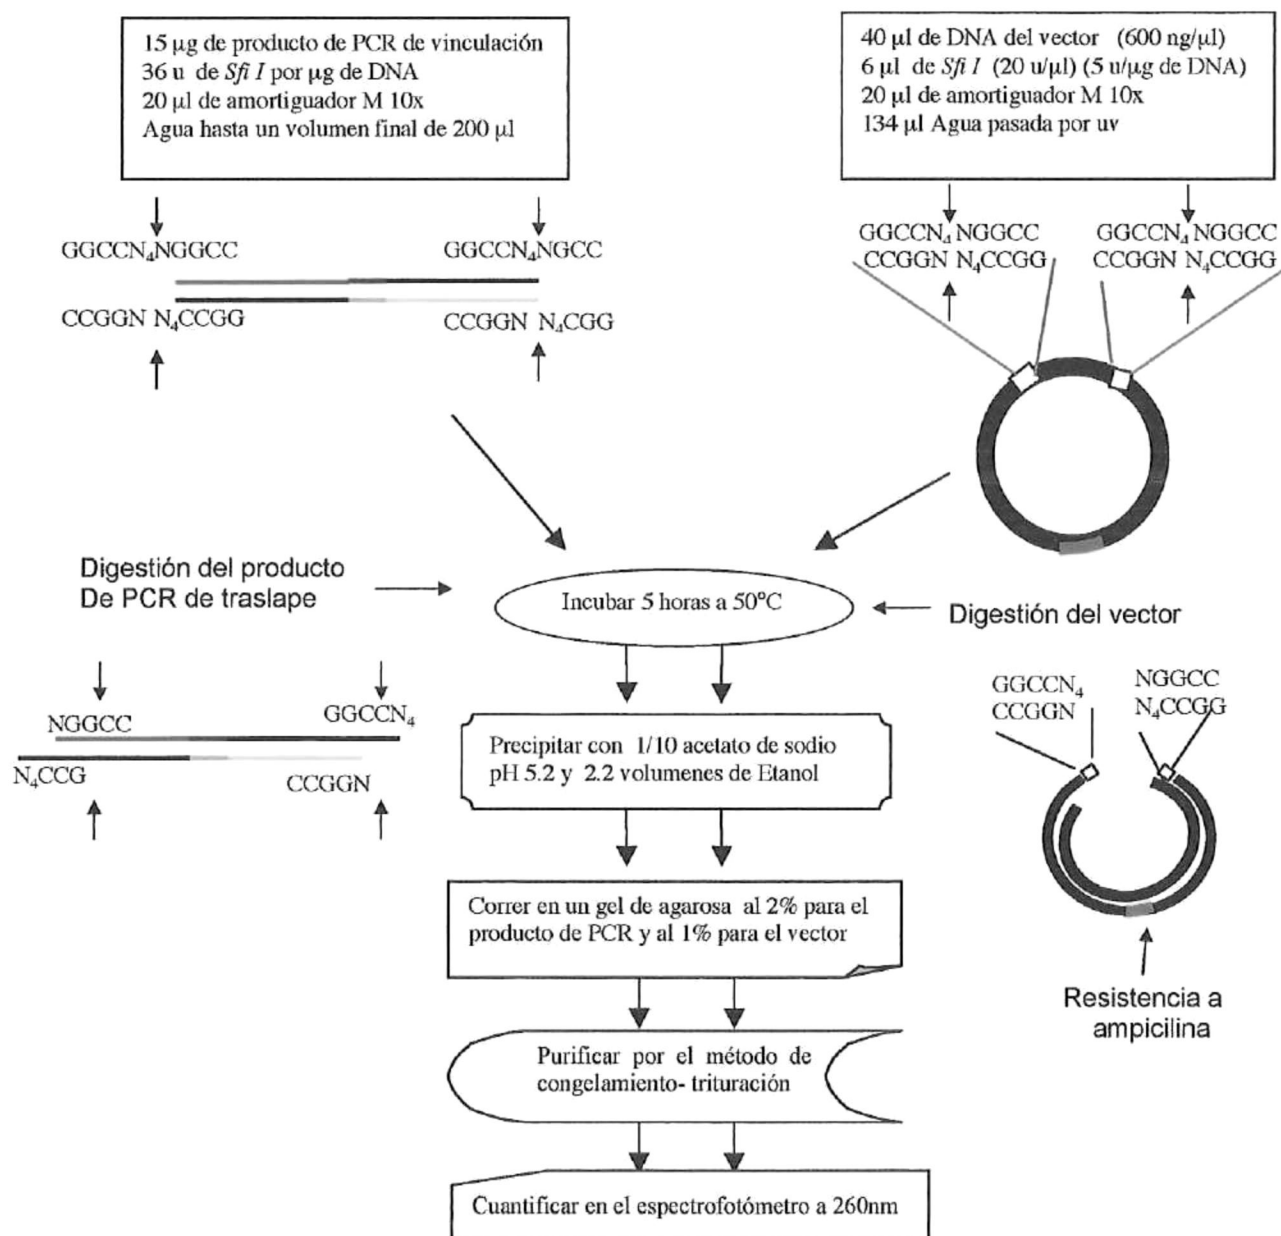 15 µg de producto de PCR de vinculación
36 u de Sfi I por µg de DNA
20 µl de amortiguador M 10x
Agua hasta un volumen final de 200 µl
40 µl de DNA del vector (600 ng/µl)
6 µl de Sfi I (20 u/µl) (5 u/µg de DNA)
20 µl de amortiguador M 10x
134 µl Agua pasada por uv
GGCCN₄NGGCC
GGCCN₄NGCC
CCGGN N₄CCGG
CCGGN N₄CGG
GGCCN₄ NGGCC
CCGGN N₄CCGG
GGCCN₄ NGGCC
CCGGN N₄CCGG
Digestión del producto
De PCR de traslape
Incubar 5 horas a 50°C
Digestión del vector
NGGCC
GGCCN₄
N₄CCG
CCGGN
GGCCN₄
CCGGN
NGGCC
N₄CCGG
Precipitar con 1/10 acetato de sodio
pH 5.2 y 2.2 volumenes de Etanol
Correr en un gel de agarosa al 2% para el
producto de PCR y al 1% para el vector
Resistencia a
ampicilina
Purificar por el método de
congelamiento- trituración
Cuantificar en el espectrofotómetro a 260nm